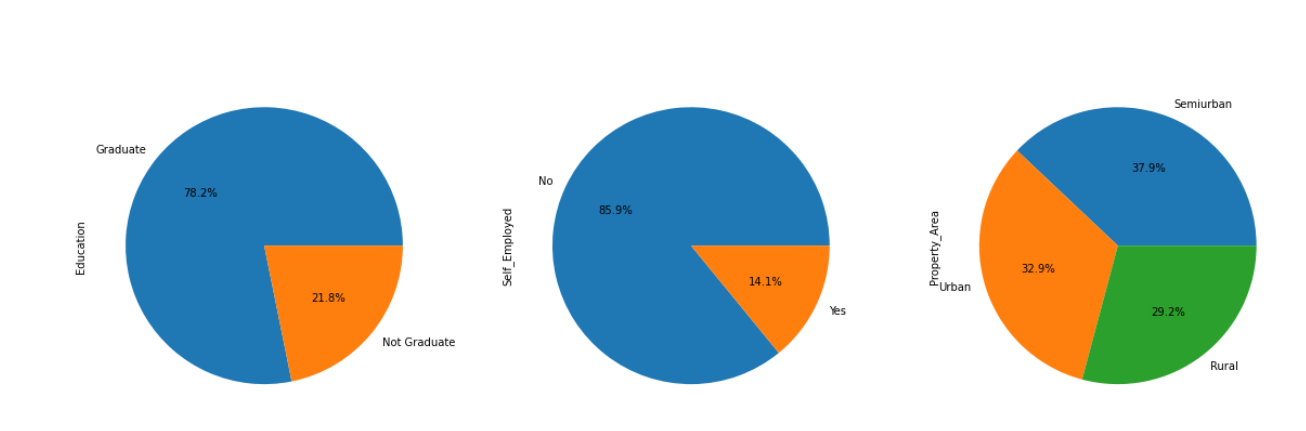 Education
Graduate
78.2%
21.8%
Not Graduate
Self_Employed
No
85.9%
14.1%
Yes
Property_Area
Semiurban
37.9%
Urban
32.9%
29.2%
Rural